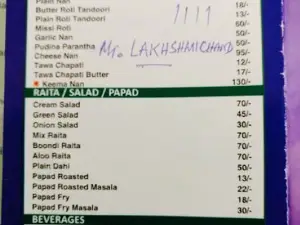 Plain Nan
Butter Roti Tandoori 18/-
Plain Roti Tandoori 13/-
Missi Roti 60/-
Garlic Nan
Pudina Parantha
Mr. LAKHSHMICHAND
Cheese Nan 95/-
Tawa Chapati 12/-
Tawa Chapati Butter 17/-
Keema Nan 130/-
RAITA / SALAD / PAPAD
Cream Salad 70/-
Green Salad 45/-
Onion Salad 30/-
Mix Raita 70/-
Boondi Raita 70/-
Aloo Raita 70/-
Plain Dahi 50/-
Papad Roasted 13/-
Papad Roasted Masala 22/-
Papad Fry 18/-
Papad Fry Masala 30/-
BEVERAGES